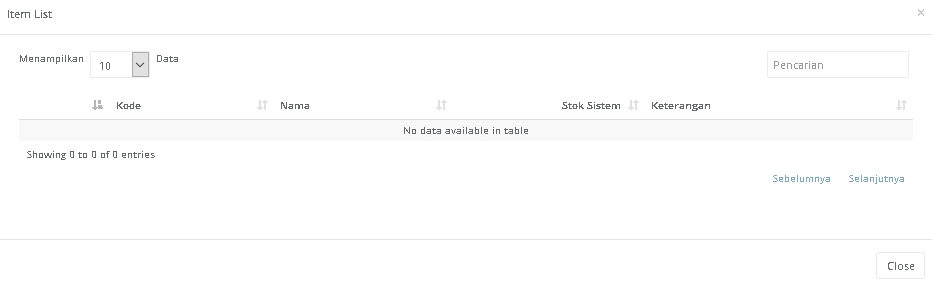 Item List ×
Menampilkan 10 Data Pencarian
Kode Nama Stok Sistem Keterangan
No data available in table
Showing 0 to 0 of 0 entries
Sebelumnya Selanjutnya
Close